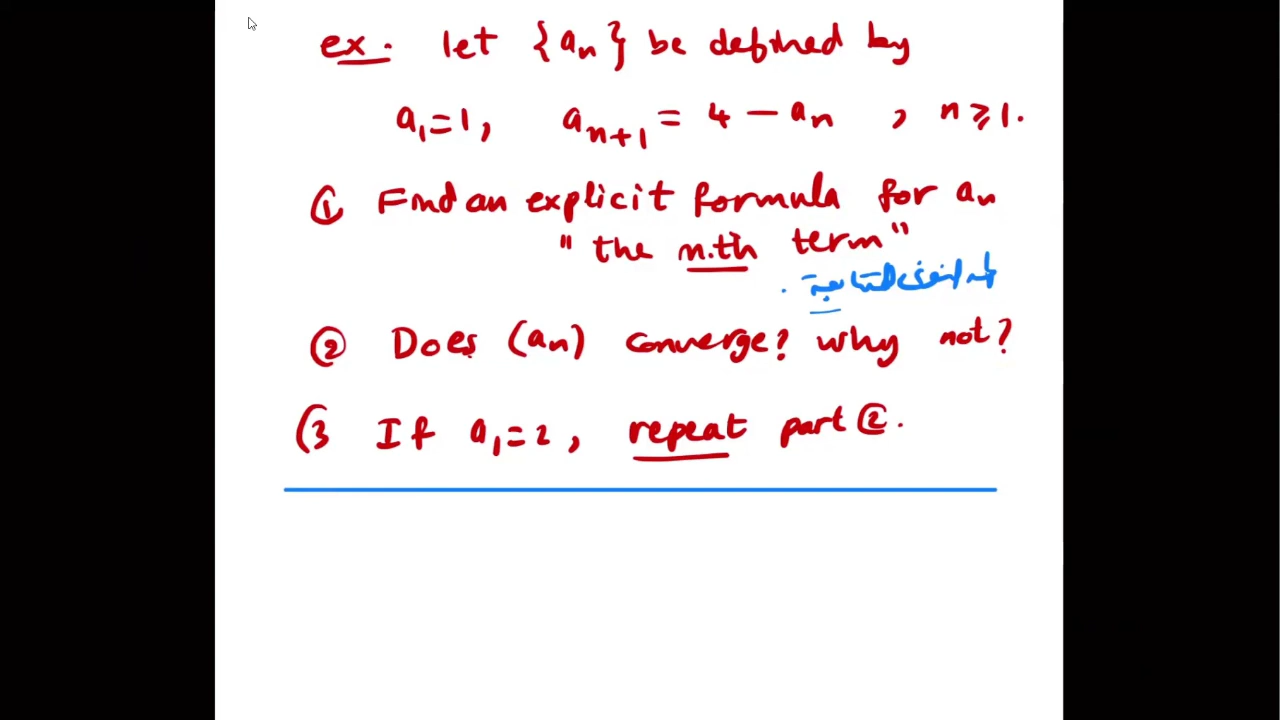 ex. let {aₙ} be defined by
a₁=1, aₙ₊₁ = 4 - aₙ , n ⩾ 1.
① Find an explicit formula for aₙ
"the n.th term"
② Does (aₙ) converge? why not?
(3 If a₁=2, repeat part ②.